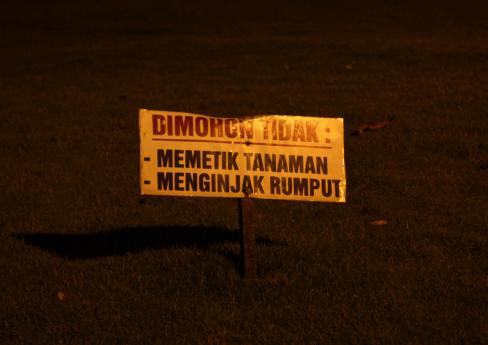 DIMOHON TIDAK :
- MEMETIK TANAMAN
- MENGINJAK RUMPUT